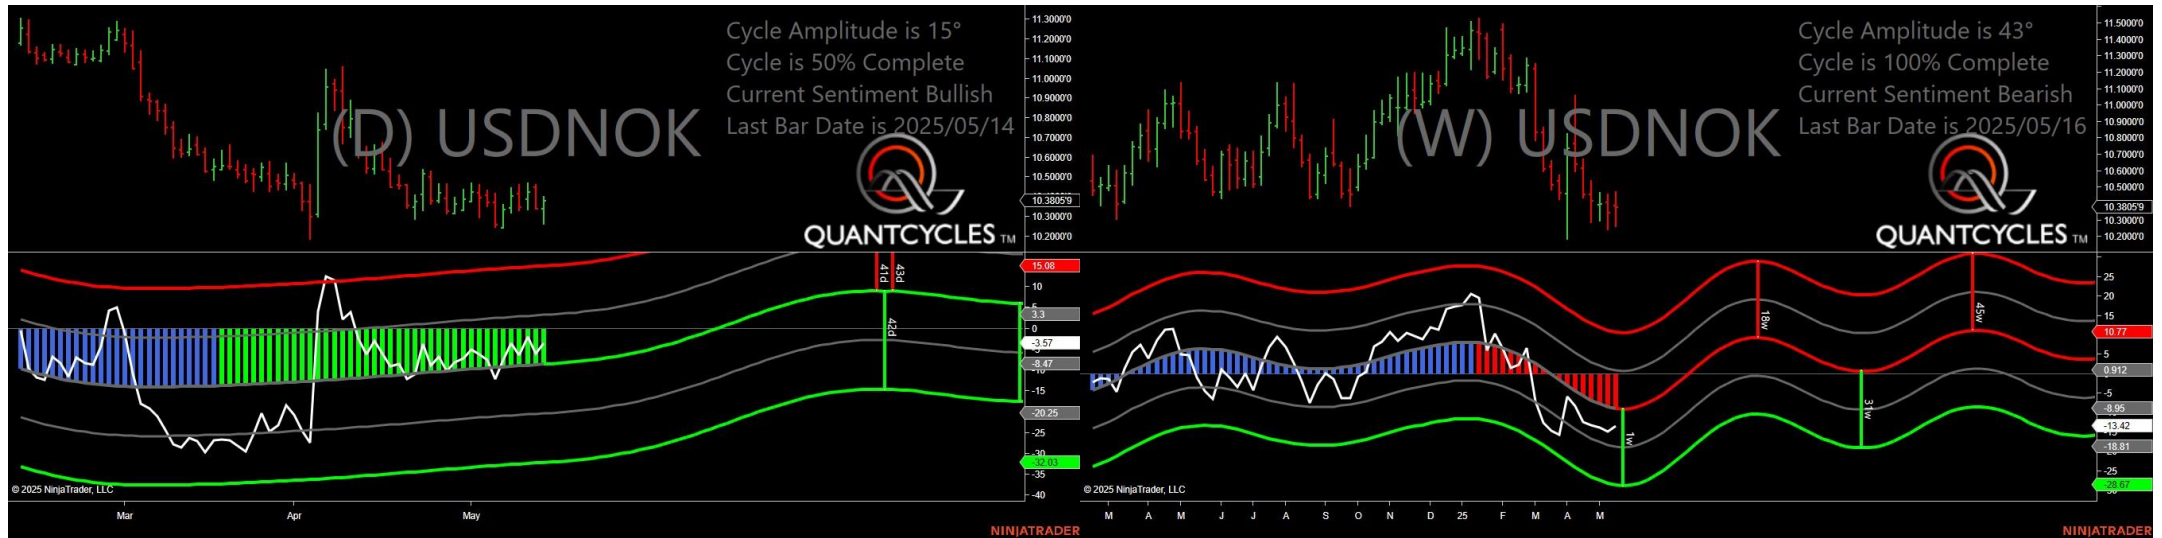 Cycle Amplitude is 15°
Cycle is 50% Complete
Current Sentiment Bullish
Last Bar Date is 2025/05/14
(D) USDNOK
QUANTCYCLES TM
11.3000'0
11.2000'0
11.1000'0
11.0000'0
10.9000'0
10.8000'0
10.7000'0
10.6000'0
10.5000'0
10.3805'9
10.3000'0
10.2000'0
41d
43d
42d
15.08
10
5
3.3
0
-3.57
-8.47
-15
-20.25
-25
-30
-32.03
-35
-40
© 2025 NinjaTrader, LLC
Mar
Apr
May
NINJATRADER
Cycle Amplitude is 43°
Cycle is 100% Complete
Current Sentiment Bearish
Last Bar Date is 2025/05/16
(W) USDNOK
QUANTCYCLES TM
11.5000'0
11.4000'0
11.3000'0
11.2000'0
11.1000'0
11.0000'0
10.9000'0
10.8000'0
10.7000'0
10.6000'0
10.5000'0
10.3805'9
10.3000'0
10.2000'0
1w
18w
31w
45w
25
20
15
10.77
5
0.912
-5
-8.95
-13.42
-18.81
-25
-28.67
© 2025 NinjaTrader, LLC
M A M J J A S O N D 25 F M A M
NINJATRADER